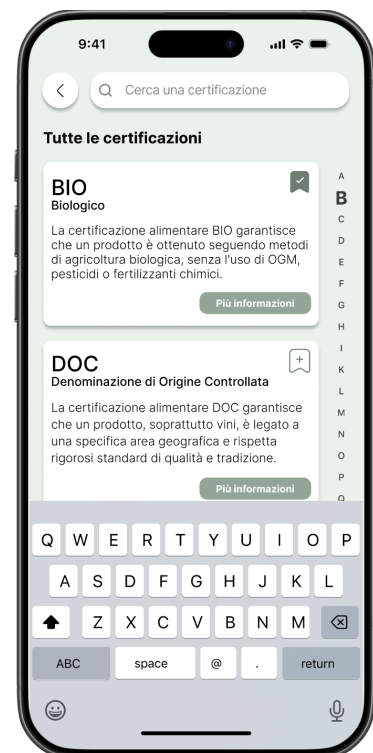 9:41
Cerca una certificazione
Tutte le certificazioni
BIO
Biologico
La certificazione alimentare BIO garantisce
che un prodotto è ottenuto seguendo metodi
di agricoltura biologica, senza l'uso di OGM,
pesticidi o fertilizzanti chimici.
Più informazioni
DOC
Denominazione di Origine Controllata
La certificazione alimentare DOC garantisce
che un prodotto, soprattutto vini, è legato a
una specifica area geografica e rispetta
rigorosi standard di qualità e tradizione.
Più informazioni
A
B
C
D
E
F
G
H
I
K
L
M
N
O
P
Q
Q W E R T Y U I O P
A S D F G H J K L
Z X C V B N M
ABC space @ . return